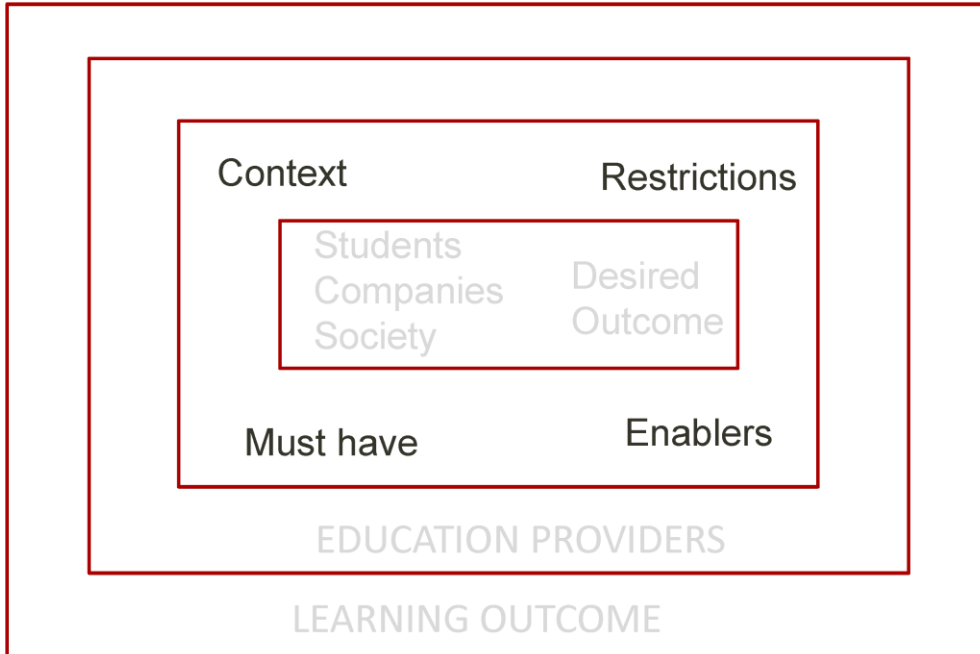 Context
Restrictions
Students
Companies
Society
Desired
Outcome
Must have
Enablers
EDUCATION PROVIDERS
LEARNING OUTCOME